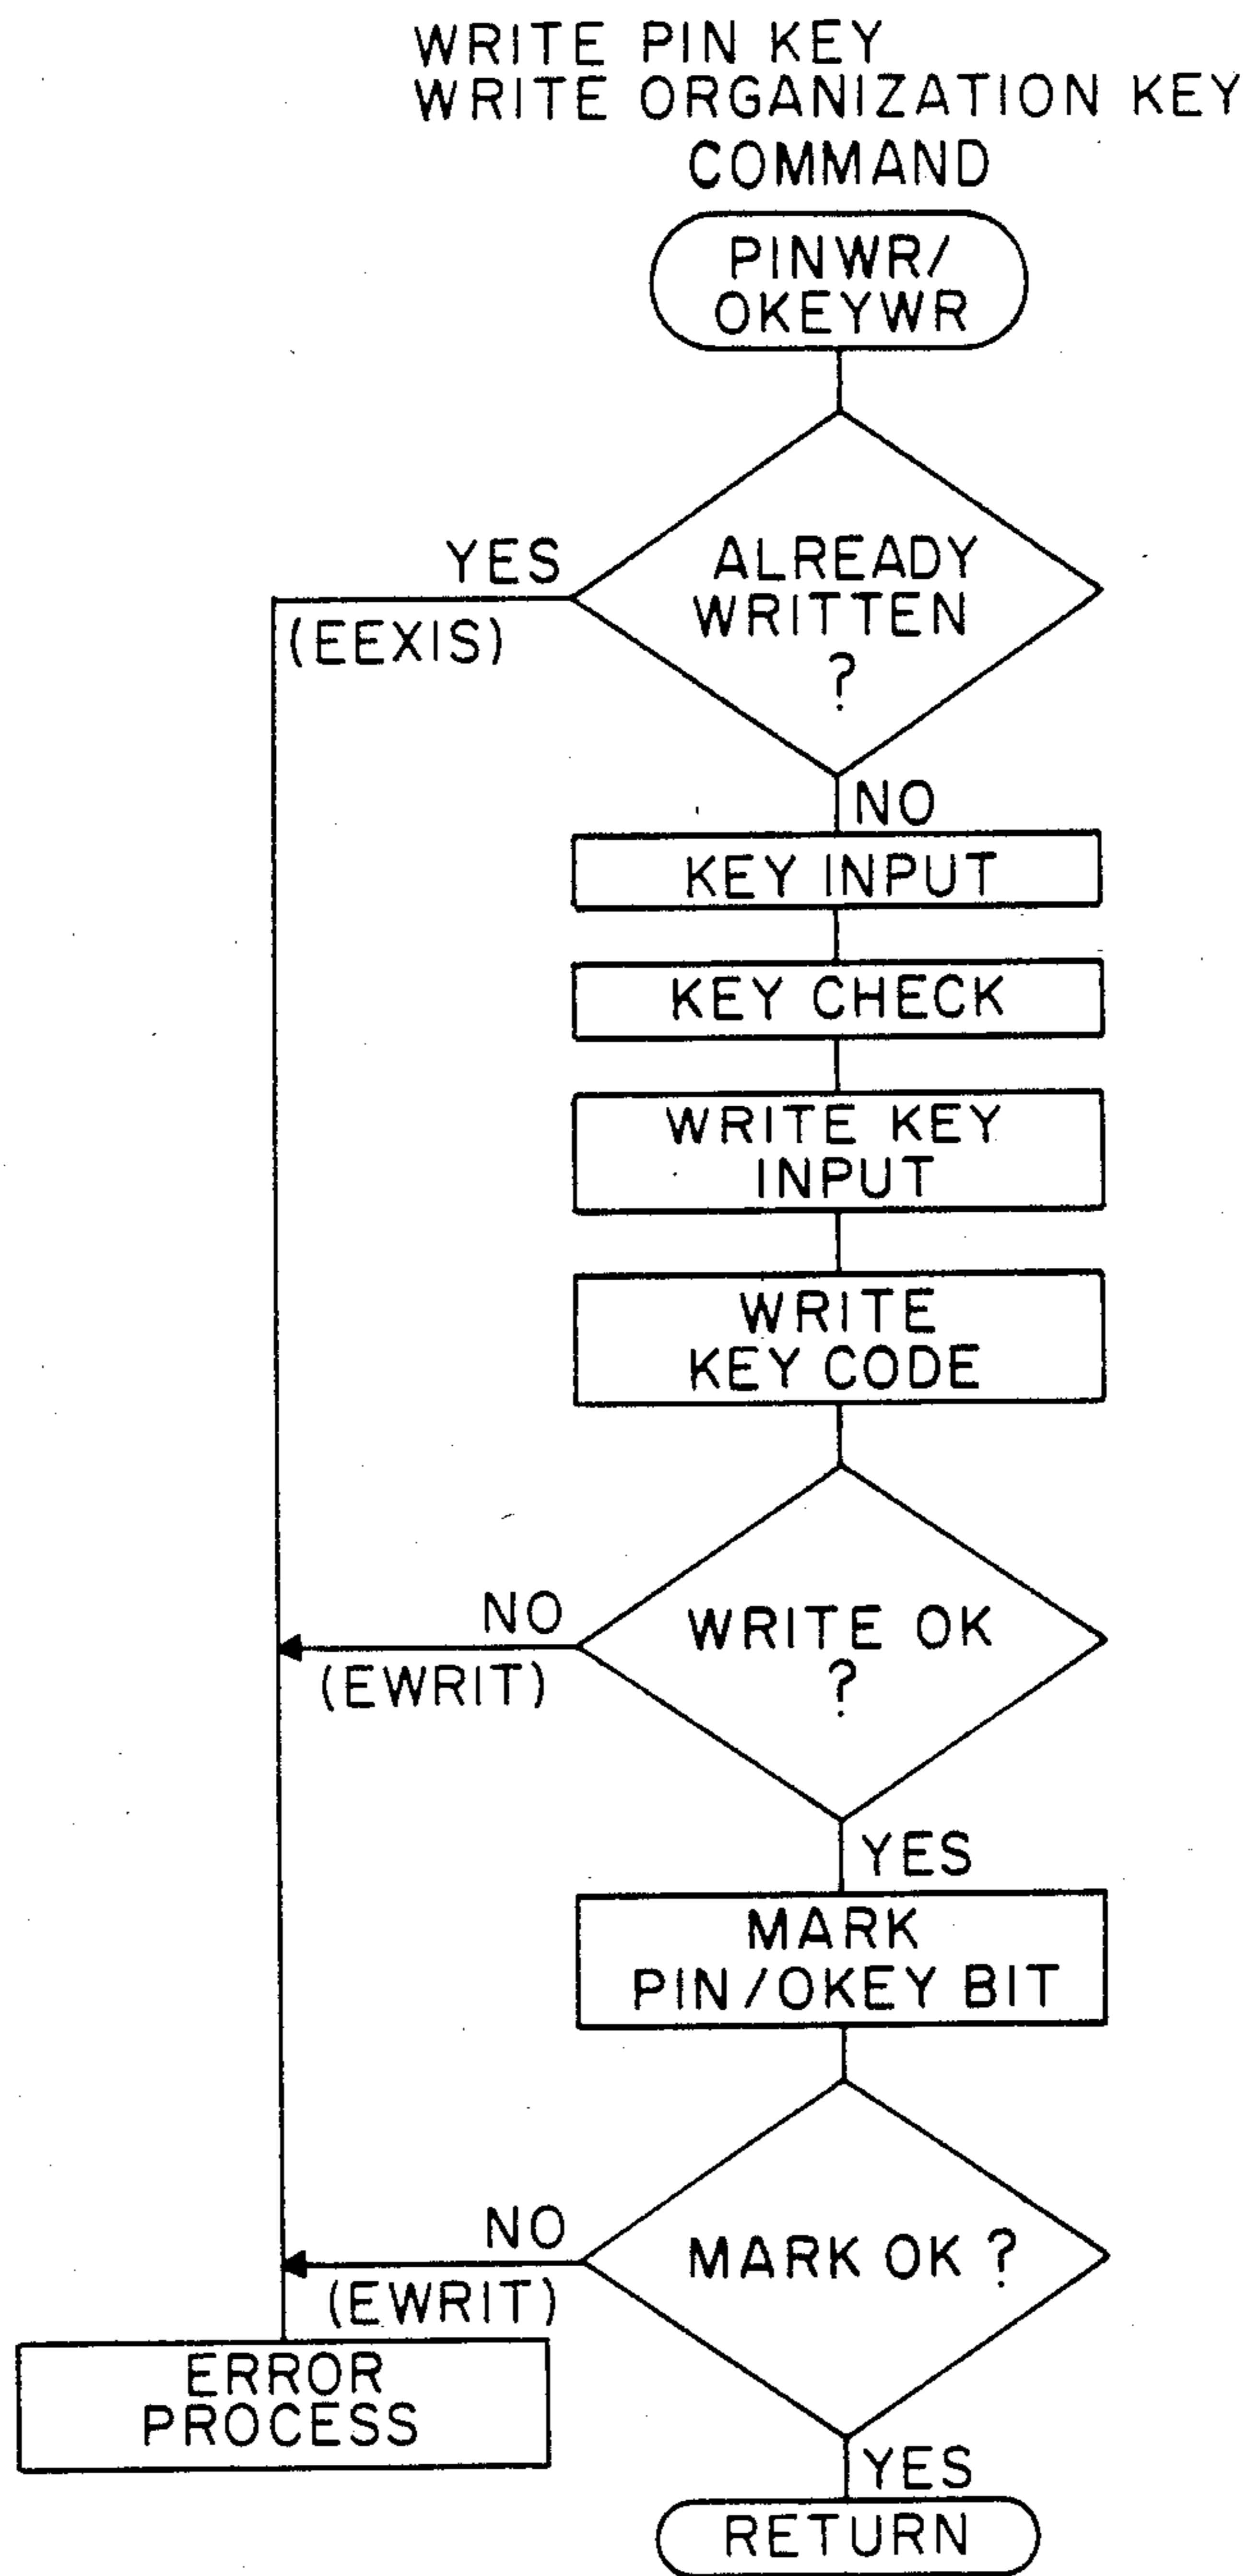 WRITE PIN KEY
WRITE ORGANIZATION KEY
COMMAND
PINWR/
OKEYWR
ALREADY
WRITTEN
?
YES
(EEXIS)
NO
KEY INPUT
KEY CHECK
WRITE KEY
INPUT
WRITE
KEY CODE
WRITE OK
?
NO
(EWRIT)
YES
MARK
PIN/OKEY BIT
MARK OK ?
NO
(EWRIT)
ERROR
PROCESS
YES
RETURN